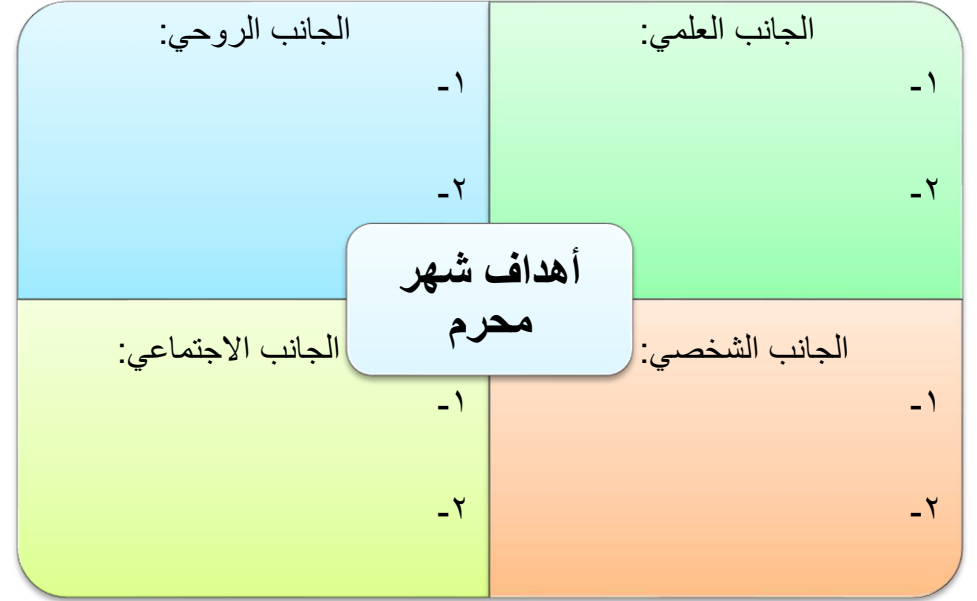 الجانب العلمي:
١-
٢-
الجانب الروحي:
١-
٢-
أهداف شهر
محرم
الجانب الشخصي:
١-
٢-
الجانب الاجتماعي:
١-
٢-